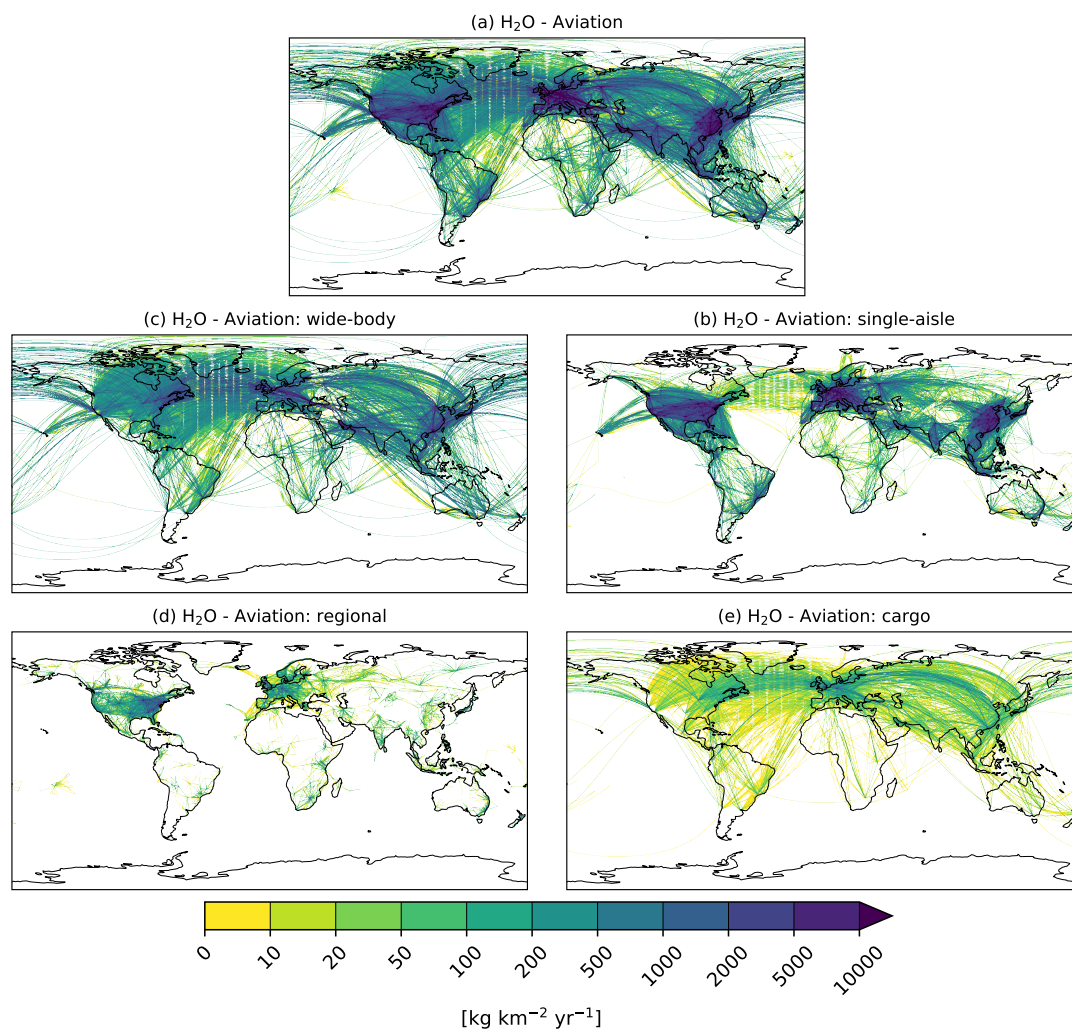 (a) H₂O - Aviation
(c) H₂O - Aviation: wide-body
(b) H₂O - Aviation: single-aisle
(d) H₂O - Aviation: regional
(e) H₂O - Aviation: cargo
0 10 20 50 100 200 500 1000 2000 5000 10000
[kg km⁻² yr⁻¹]